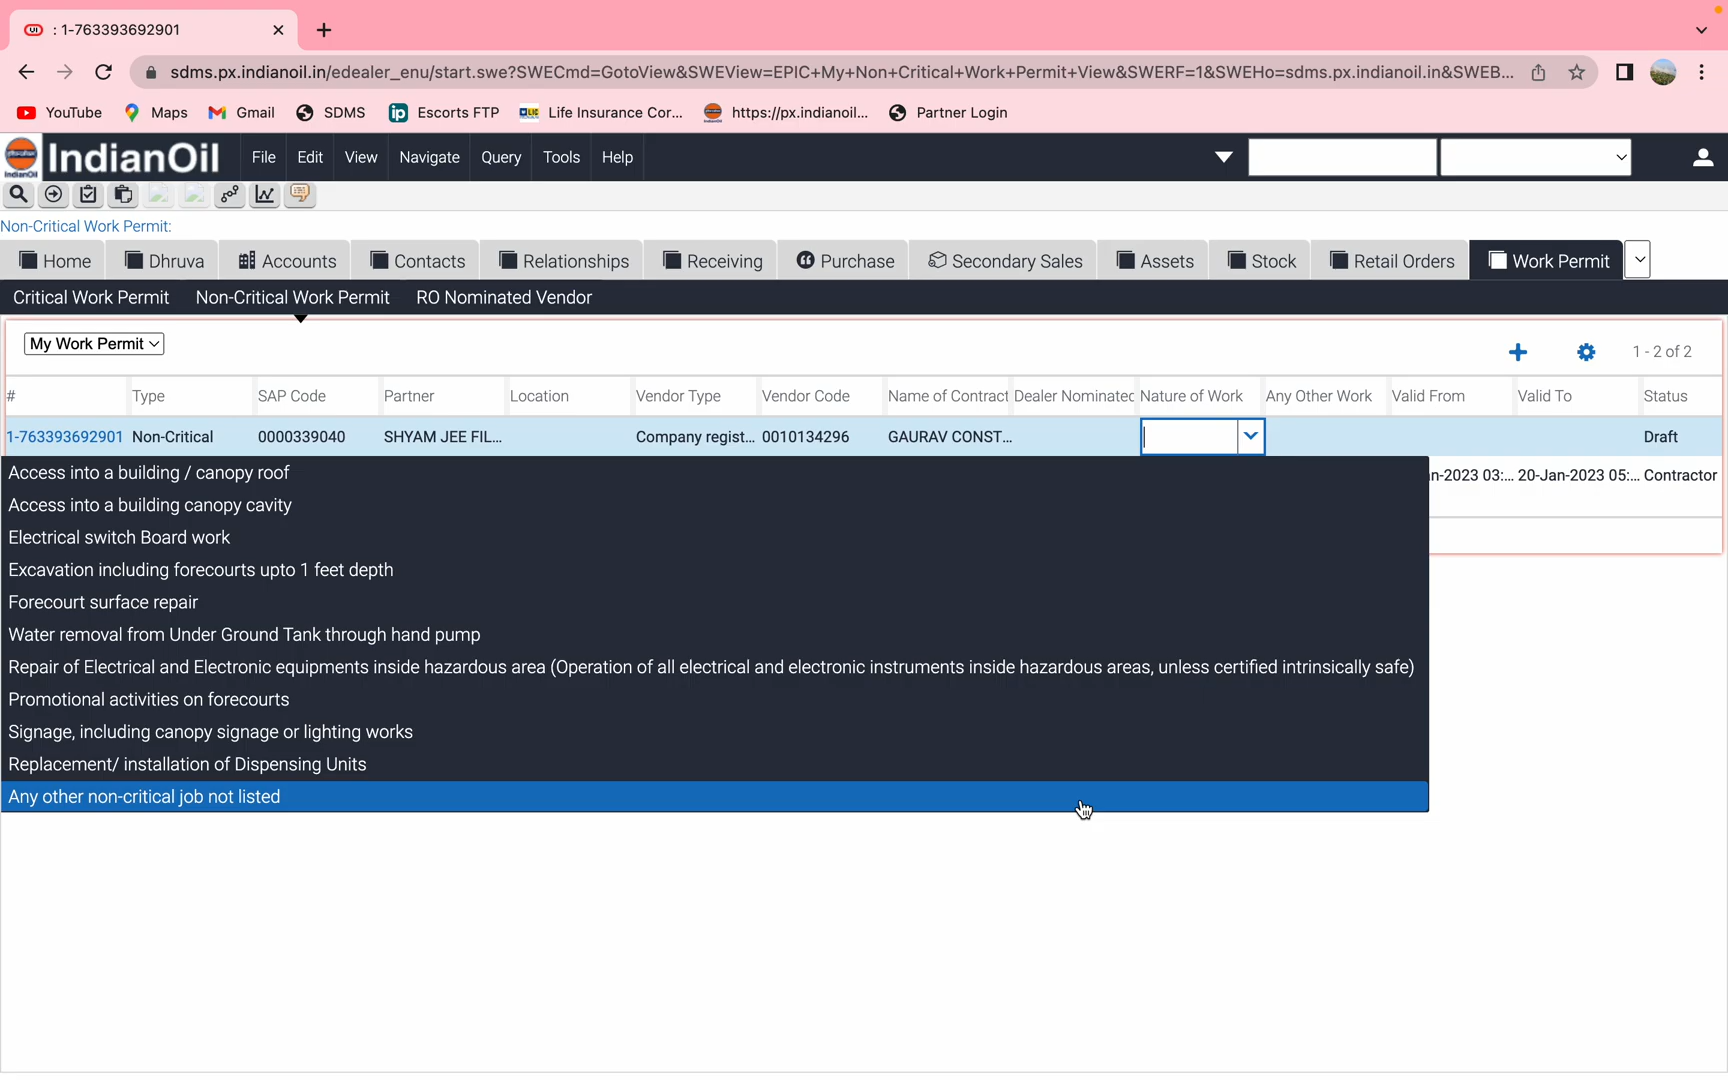 : 1-763393692901
sdms.px.indianoil.in/edealer_enu/start.swe?SWECmd=GotoView&SWEView=EPIC+My+Non+Critical+Work+Permit+View&SWERF=1&SWEHo=sdms.px.indianoil.in&SWEB...
YouTube Maps Gmail SDMS Escorts FTP Life Insurance Cor... https://px.indianoil... Partner Login
IndianOil File Edit View Navigate Query Tools Help
Non-Critical Work Permit:
Home Dhruva Accounts Contacts Relationships Receiving Purchase Secondary Sales Assets Stock Retail Orders Work Permit
Critical Work Permit Non-Critical Work Permit RO Nominated Vendor
My Work Permit
1 - 2 of 2
# Type SAP Code Partner Location Vendor Type Vendor Code Name of Contract Dealer Nominated Nature of Work Any Other Work Valid From Valid To Status
1-763393692901 Non-Critical 0000339040 SHYAM JEE FIL... Company regist... 0010134296 GAURAV CONST... Draft
n-2023 03:... 20-Jan-2023 05:... Contractor
Access into a building / canopy roof
Access into a building canopy cavity
Electrical switch Board work
Excavation including forecourts upto 1 feet depth
Forecourt surface repair
Water removal from Under Ground Tank through hand pump
Repair of Electrical and Electronic equipments inside hazardous area (Operation of all electrical and electronic instruments inside hazardous areas, unless certified intrinsically safe)
Promotional activities on forecourts
Signage, including canopy signage or lighting works
Replacement/ installation of Dispensing Units
Any other non-critical job not listed